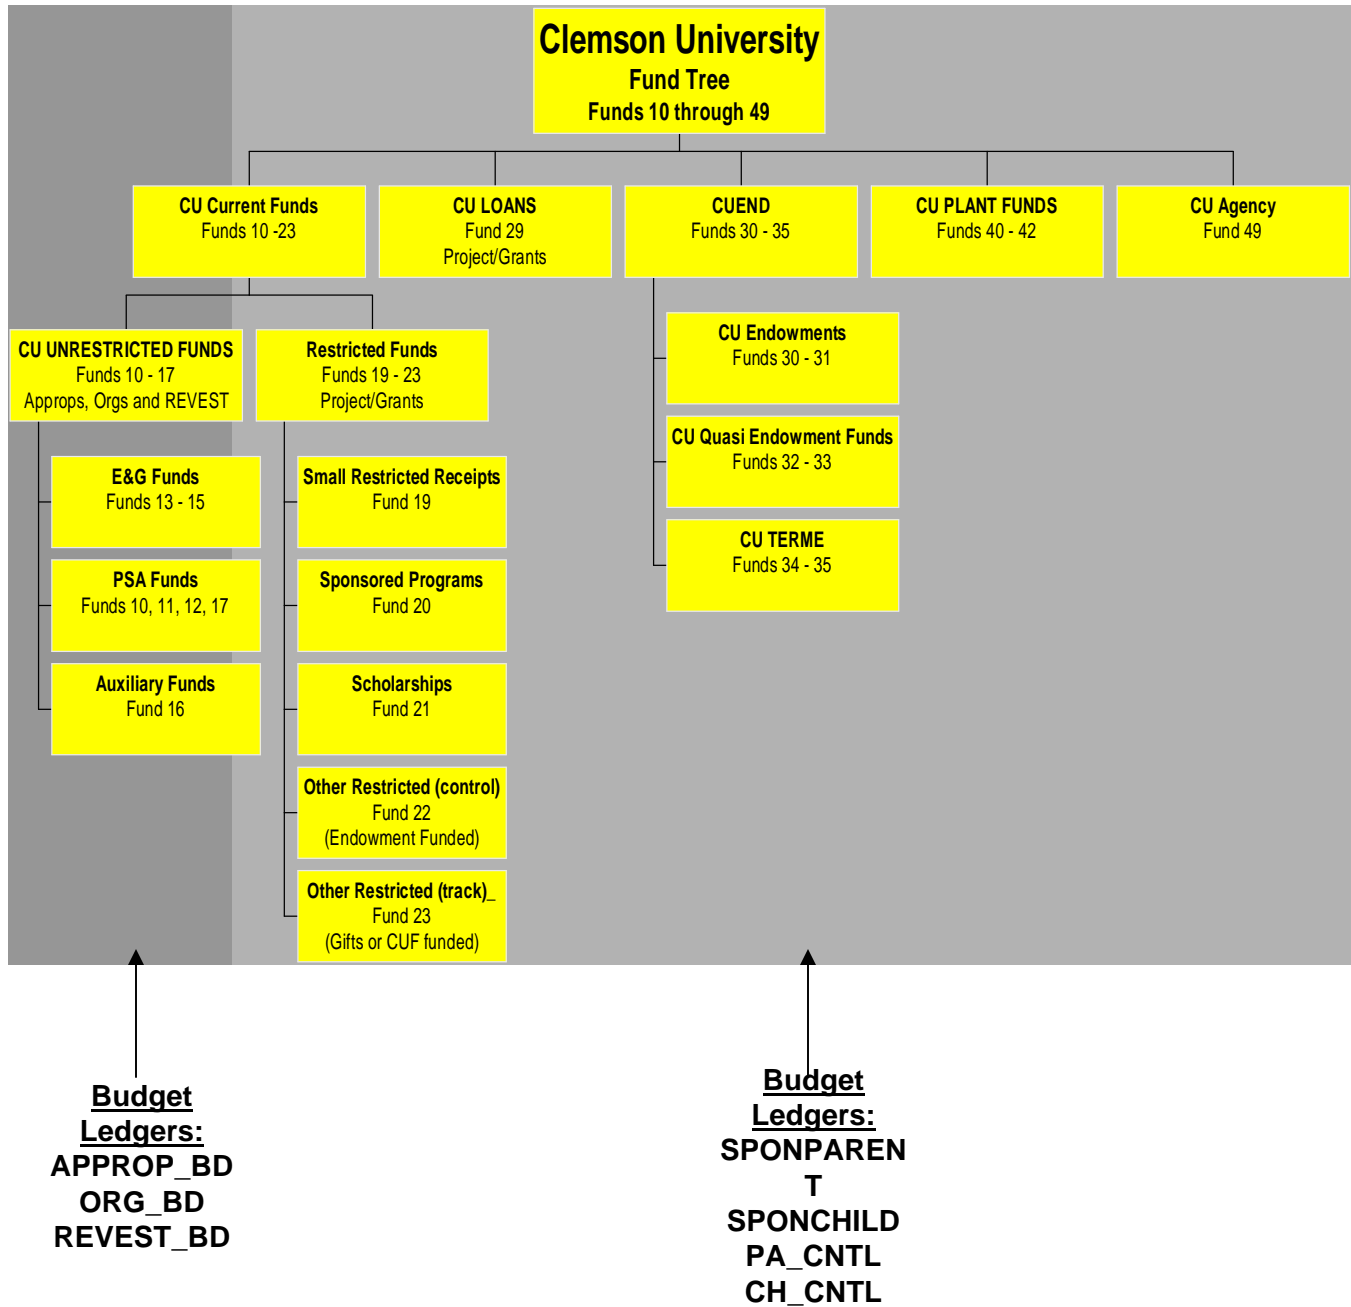 Clemson University
Fund Tree
Funds 10 through 49
CU Current Funds
Funds 10 -23
CU LOANS
Fund 29
Project/Grants
CUEND
Funds 30 - 35
CU PLANT FUNDS
Funds 40 - 42
CU Agency
Fund 49
CU UNRESTRICTED FUNDS
Funds 10 - 17
Approps, Orgs and REVEST
Restricted Funds
Funds 19 - 23
Project/Grants
CU Endowments
Funds 30 - 31
CU Quasi Endowment Funds
Funds 32 - 33
CU TERME
Funds 34 - 35
E&G Funds
Funds 13 - 15
PSA Funds
Funds 10, 11, 12, 17
Auxiliary Funds
Fund 16
Small Restricted Receipts
Fund 19
Sponsored Programs
Fund 20
Scholarships
Fund 21
Other Restricted (control)
Fund 22
(Endowment Funded)
Other Restricted (track)_
Fund 23
(Gifts or CUF funded)
Budget
Ledgers:
APPROP_BD
ORG_BD
REVEST_BD
Budget
Ledgers:
SPONPAREN
T
SPONCHILD
PA_CNTL
CH_CNTL